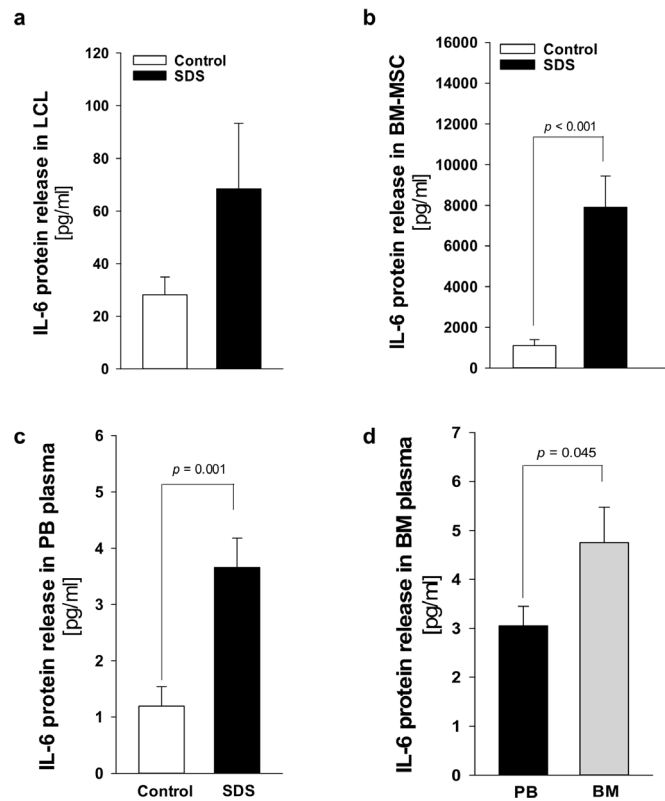 a
IL-6 protein release in LCL
[pg/ml]
120
100
80
60
40
20
0
Control
SDS
b
IL-6 protein release in BM-MSC
[pg/ml]
16000
14000
12000
10000
8000
6000
4000
2000
0
Control
SDS
p < 0.001
c
IL-6 protein release in PB plasma
[pg/ml]
6
5
4
3
2
1
0
p = 0.001
Control SDS
d
IL-6 protein release in BM plasma
[pg/ml]
7
6
5
4
3
2
1
0
p = 0.045
PB BM